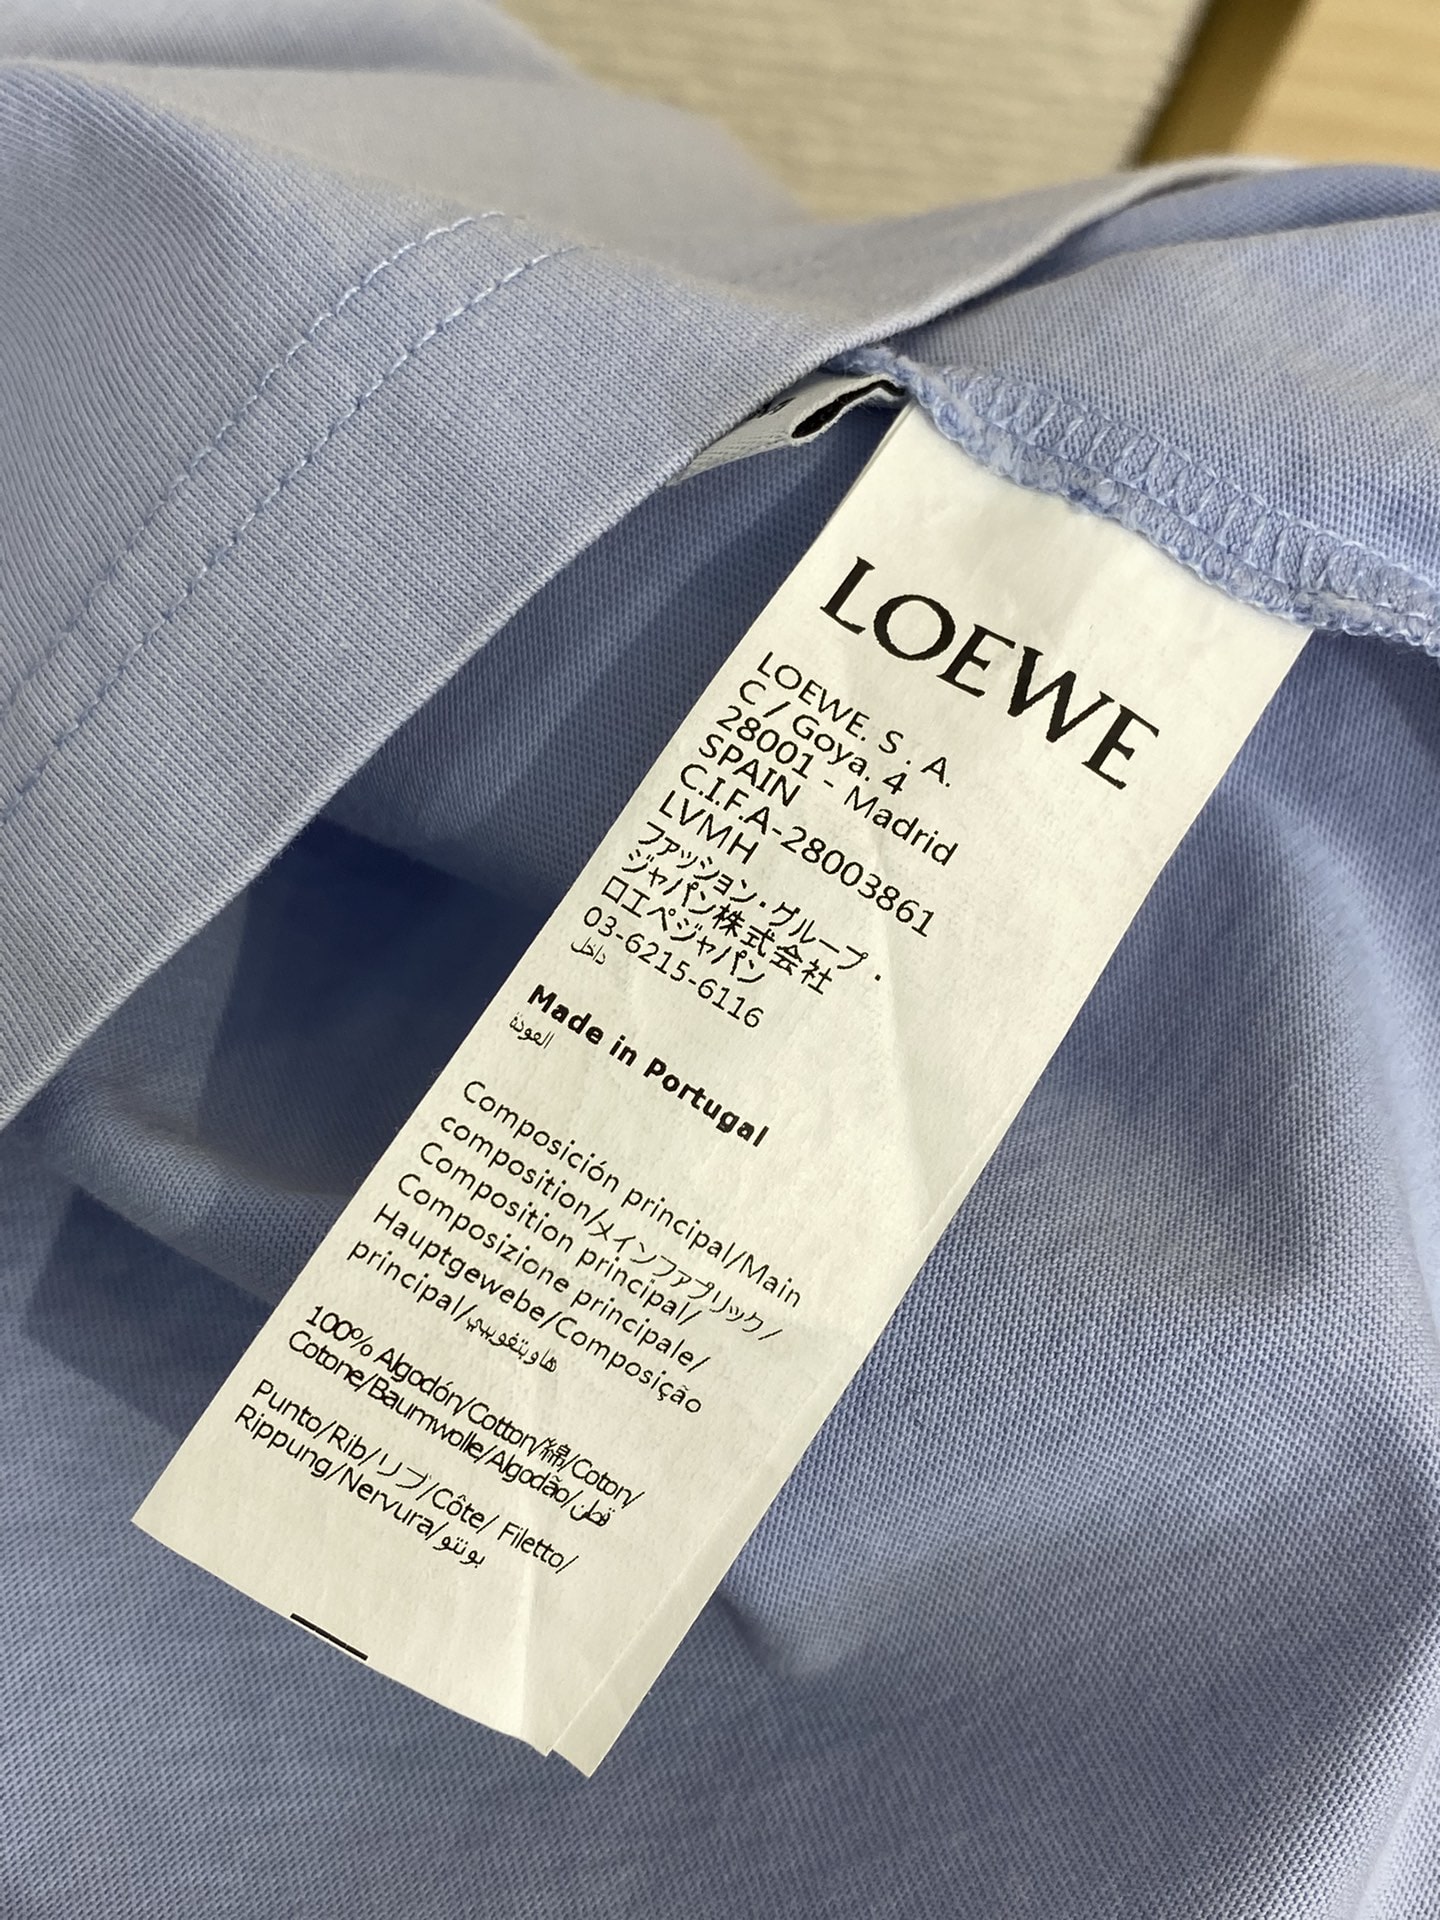 LOEWE
LOEWE. S . A.
C / Goya. 4
28001 - Madrid
SPAIN
C.I.F.A-28003861
LVMH
ファッション・グループ・
ジャパン株式会社
ロエベジャパン
03-6215-6116
داخل
Made in Portugal
العودة
Composición principal/Main
composition/メインファブリック/
Composition principal/
Composizione principale/
Hauptgewebe/Composição
principal/
100% Algodón/Cotton/綿/Coton/
Cotone/Baumwolle/Algodão/قطن
Punto/Rib/リブ/Côte/ Filetto/
Rippung/Nervura/بونتو